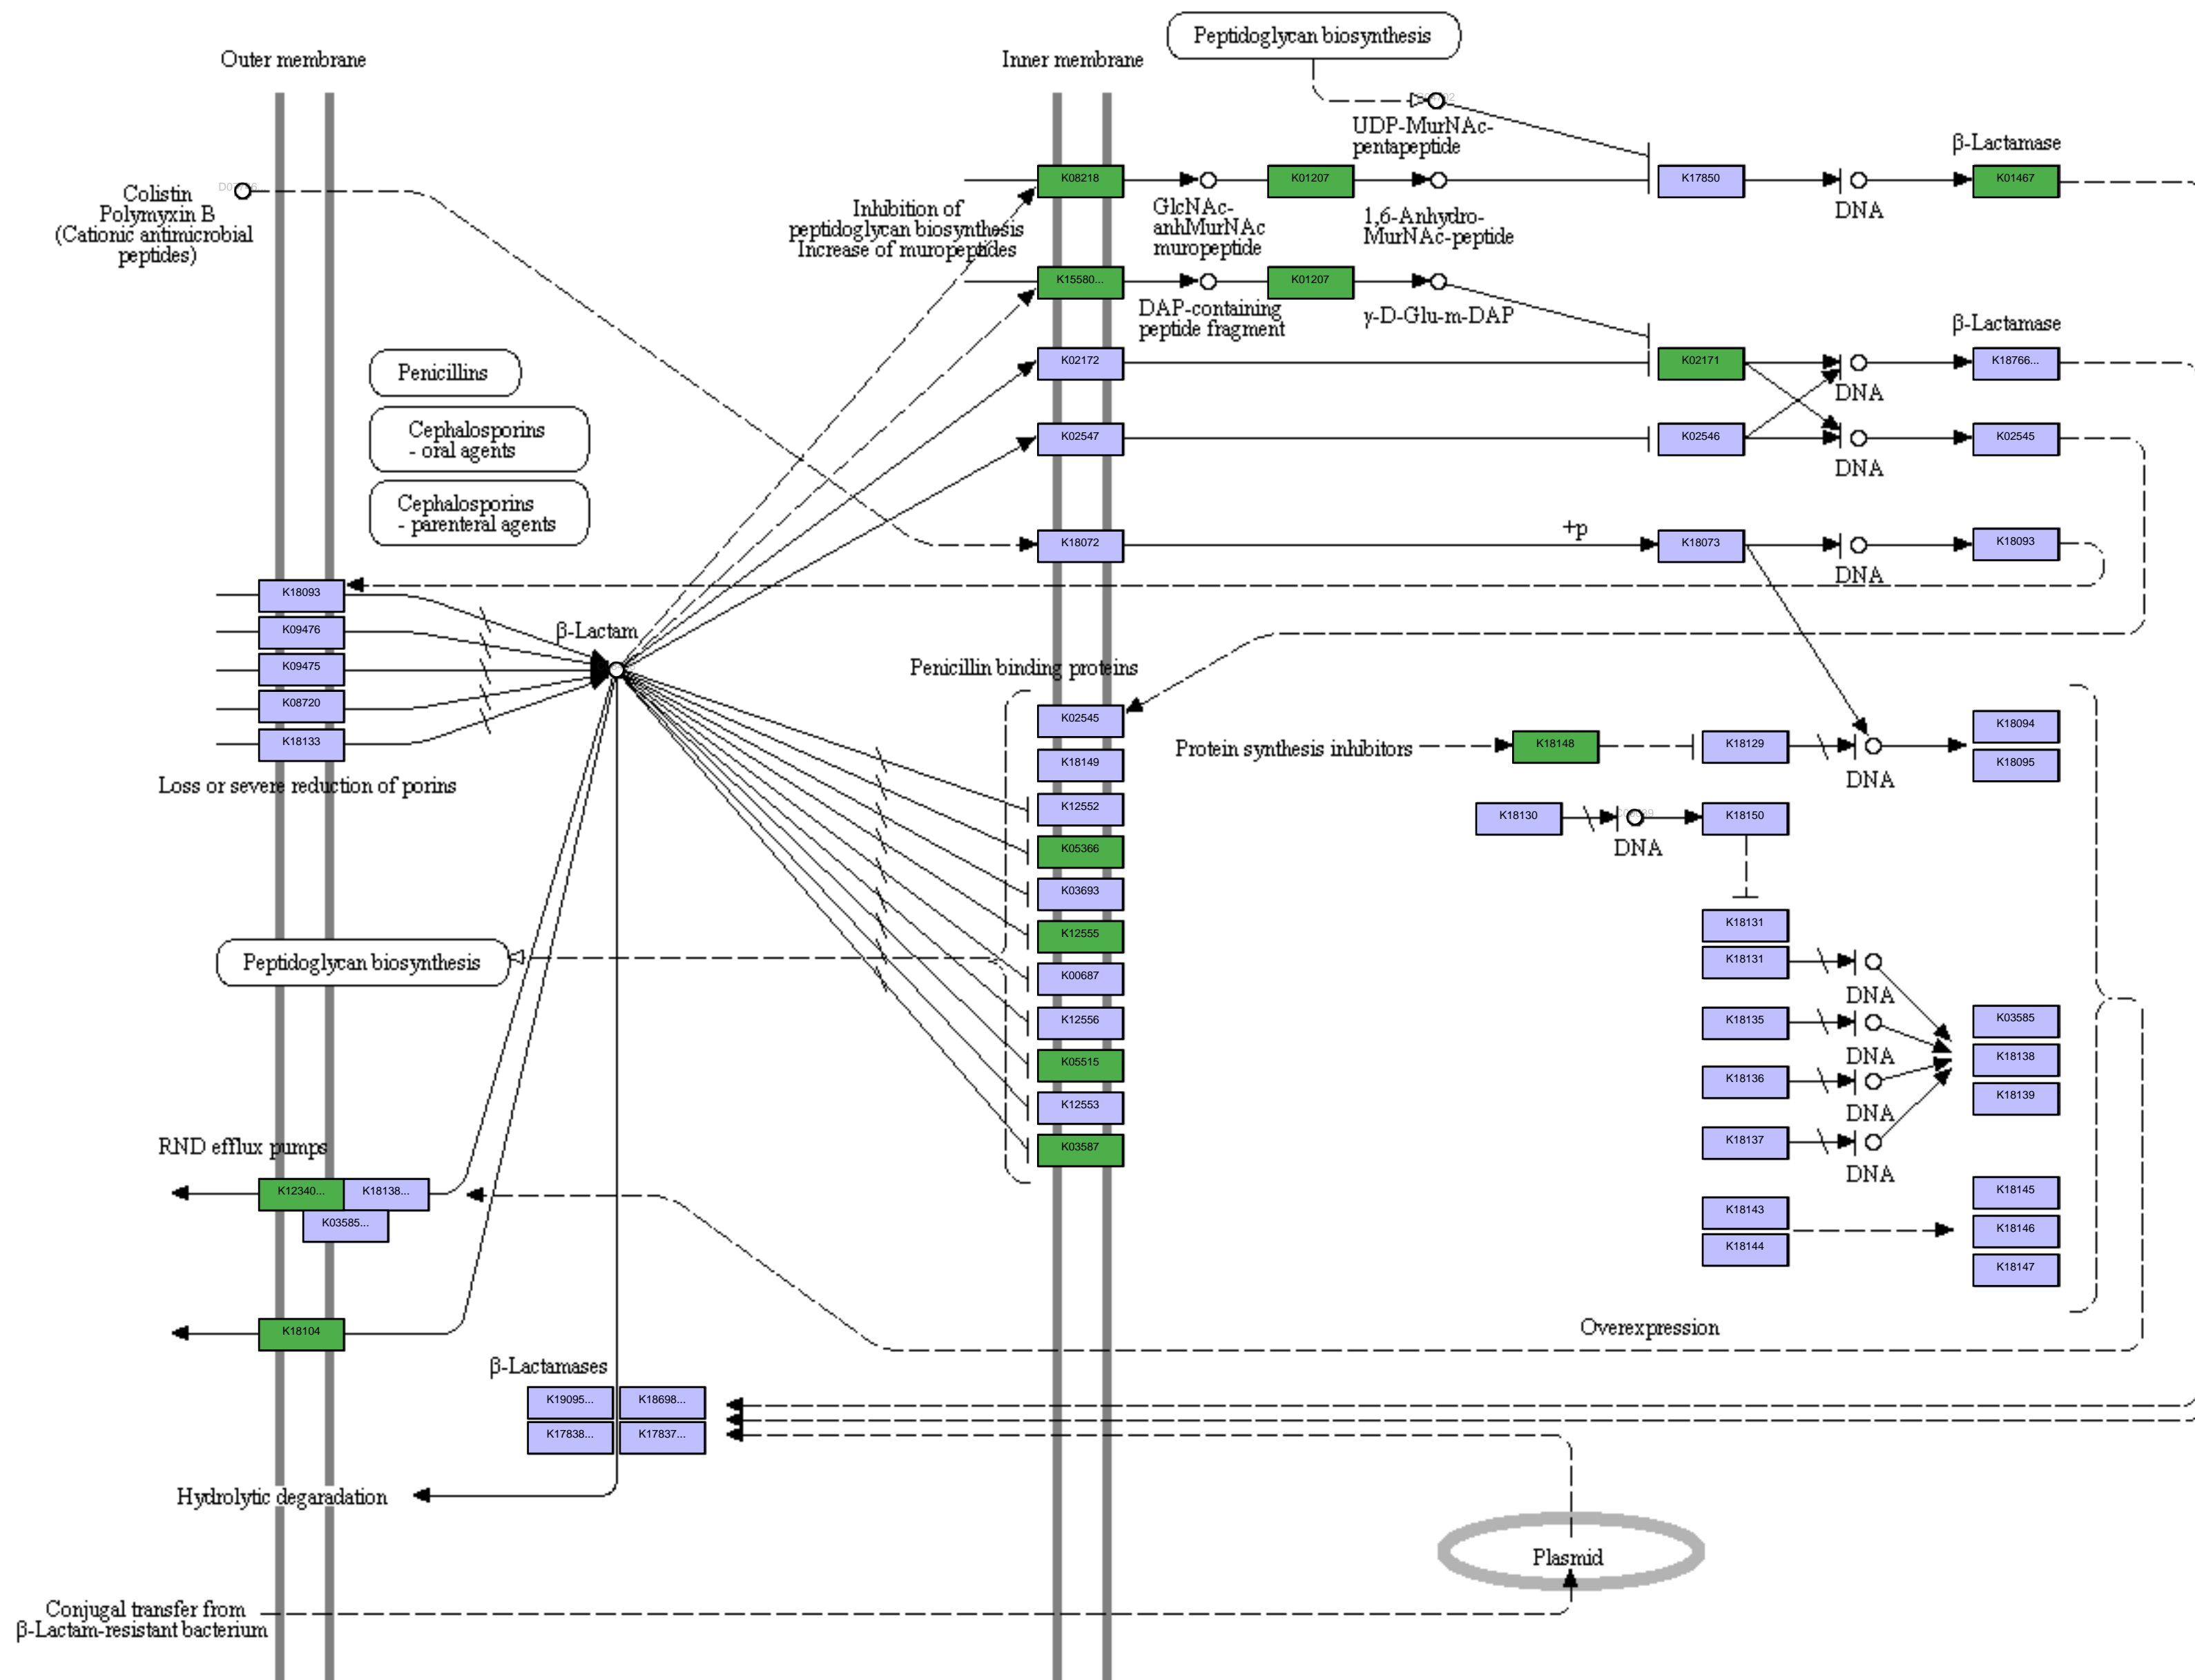 Peptidoglycan biosynthesis
Outer membrane
Inner membrane
UDP-MurNAc-
pentapeptide
β-Lactamase
K08218
K01207
K17850
K01467
DNA
Colistin
Polymyxin B
(Cationic antimicrobial
peptides)
Inhibition of
peptidoglycan biosynthesis
Increase of muropeptides
GlcNAc-
anhMurNAc
muropeptide
1,6-Anhydro-
MurNAc-peptide
K15580...
K01207
DAP-containing
peptide fragment
γ-D-Glu-m-DAP
β-Lactamase
K02172
K02171
K18766...
DNA
Penicillins
Cephalosporins
- oral agents
Cephalosporins
- parenteral agents
K02547
K02546
K02545
DNA
K18072
+p
K18073
K18093
DNA
K18093
K09476
K09475
K08720
K18133
β-Lactam
Loss or severe reduction of porins
Penicillin binding proteins
K02545
K18149
K12552
K05366
K03693
K12555
K00687
K12556
K05515
K12553
K03587
Protein synthesis inhibitors
K18148
K18129
DNA
K18094
K18095
K18130
DNA
K18150
K18131
K18131
DNA
K18135
DNA
K18136
DNA
K18137
DNA
K03585
K18138
K18139
K18143
K18144
K18145
K18146
K18147
Peptidoglycan biosynthesis
RND efflux pumps
K12340...
K18138...
K03585...
K18104
Overexpression
β-Lactamases
K19095...
K18698...
K17838...
K17837...
Hydrolytic degaradation
Plasmid
Conjugal transfer from
β-Lactam-resistant bacterium